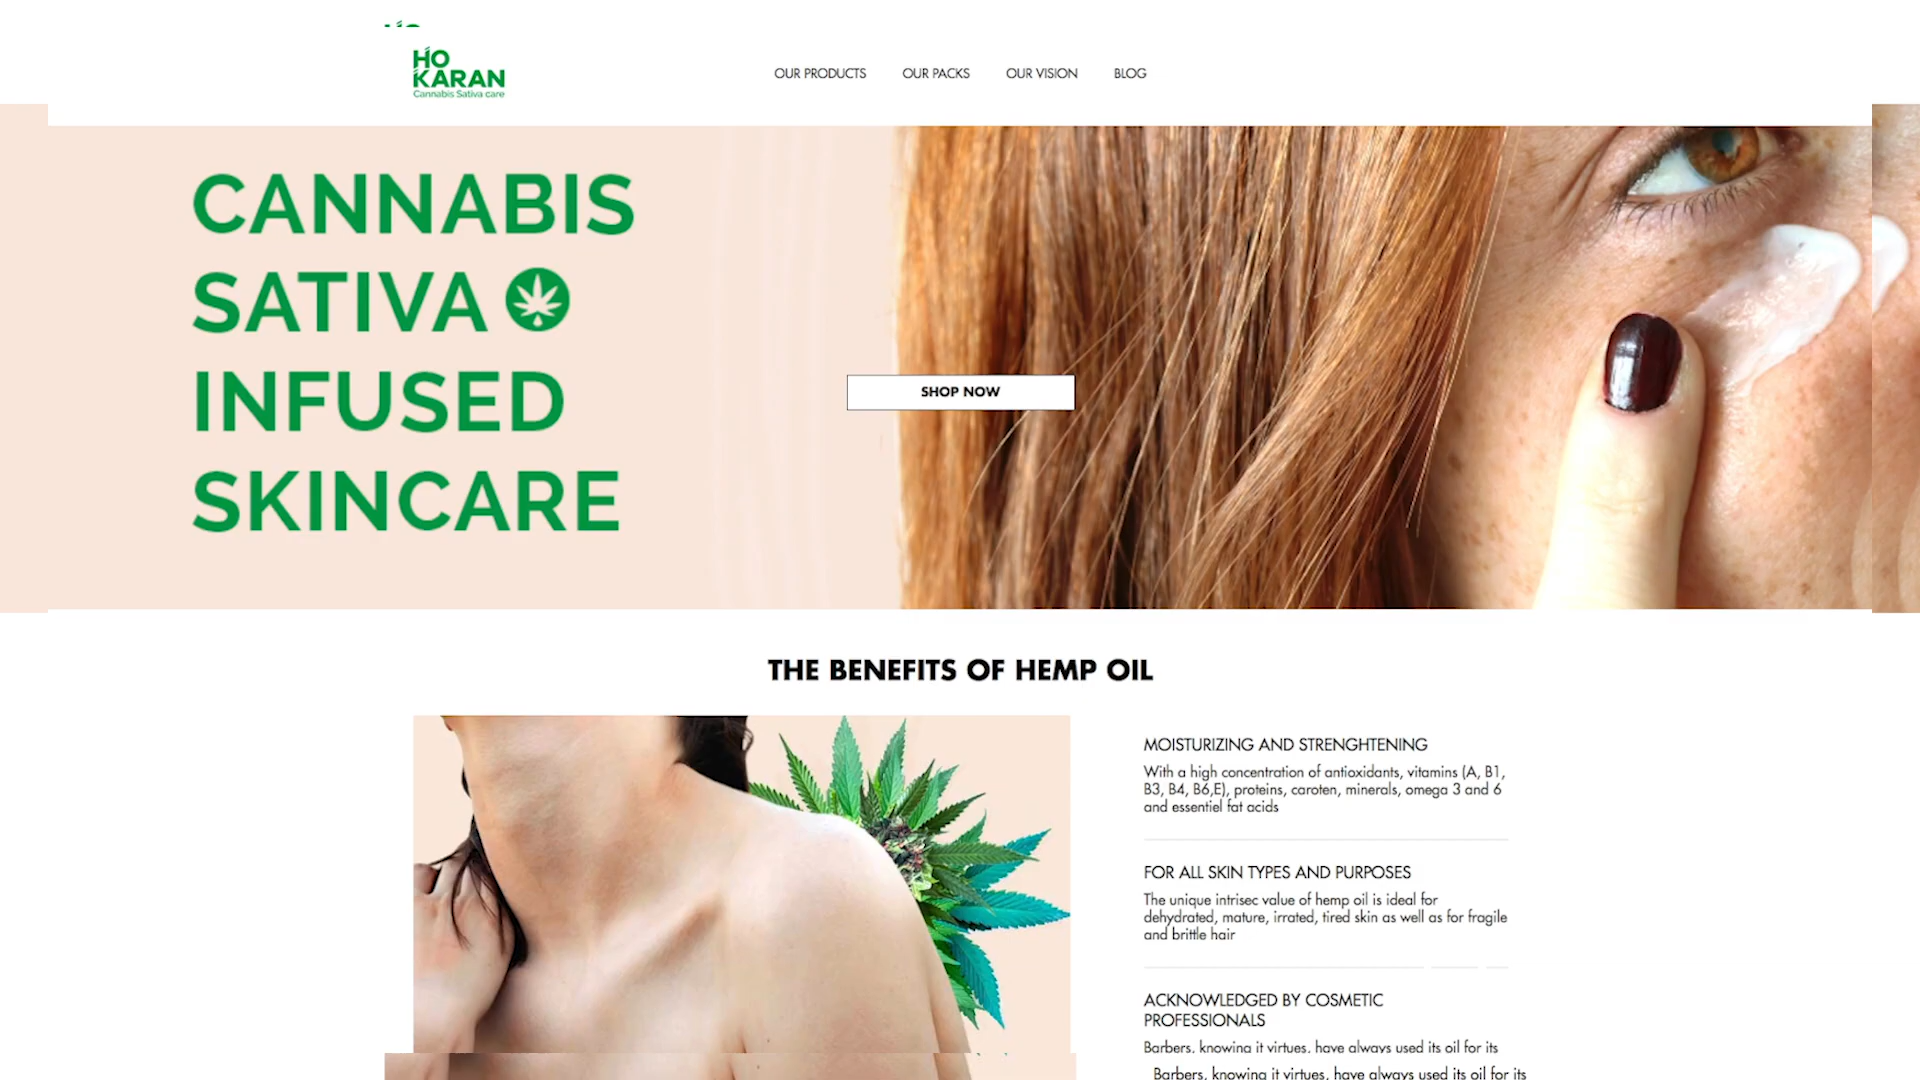 HO
KARAN
Cannabis Sativa care
OUR PRODUCTS
OUR PACKS
OUR VISION
BLOG
CANNABIS
SATIVA
INFUSED
SKINCARE
SHOP NOW
THE BENEFITS OF HEMP OIL
MOISTURIZING AND STRENGHTENING
With a high concentration of antioxidants, vitamins (A, B1,
B3, B4, B6,E), proteins, caroten, minerals, omega 3 and 6
and essentiel fat acids
FOR ALL SKIN TYPES AND PURPOSES
The unique intrisec value of hemp oil is ideal for
dehydrated, mature, irrated, tired skin as well as for fragile
and brittle hair
ACKNOWLEDGED BY COSMETIC
PROFESSIONALS
Barbers, knowing it virtues, have always used its oil for its
Barbers, knowing it virtues, have always used its oil for its